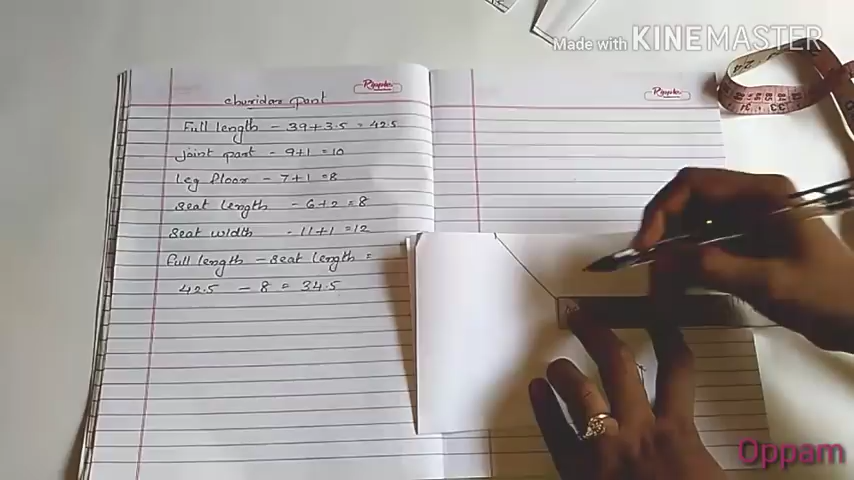 Made with KINEMASTER
churidar pant
Full length - 39+3.5 = 42.5
joint part - 9+1 = 10
Leg floor - 7+1 = 8
Seat length - 6+2 = 8
Seat width - 11+1 = 12
Full length - Seat length =
42.5 - 8 = 34.5
Oppam